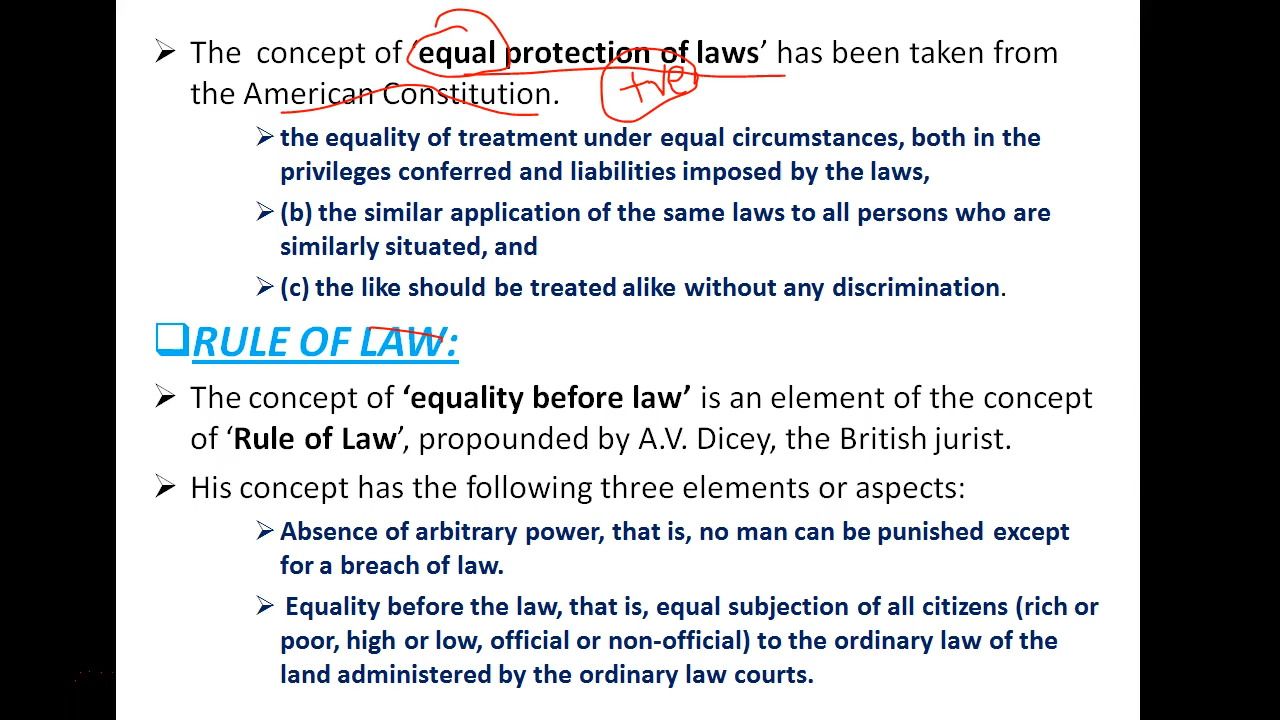 ➢ The concept of ‘equal protection of laws’ has been taken from
the American Constitution.
+ve
➢ the equality of treatment under equal circumstances, both in the
privileges conferred and liabilities imposed by the laws,
➢ (b) the similar application of the same laws to all persons who are
similarly situated, and
➢ (c) the like should be treated alike without any discrimination.
❑ RULE OF LAW:
➢ The concept of ‘equality before law’ is an element of the concept
of ‘Rule of Law’, propounded by A.V. Dicey, the British jurist.
➢ His concept has the following three elements or aspects:
➢ Absence of arbitrary power, that is, no man can be punished except
for a breach of law.
➢ Equality before the law, that is, equal subjection of all citizens (rich or
poor, high or low, official or non-official) to the ordinary law of the
land administered by the ordinary law courts.